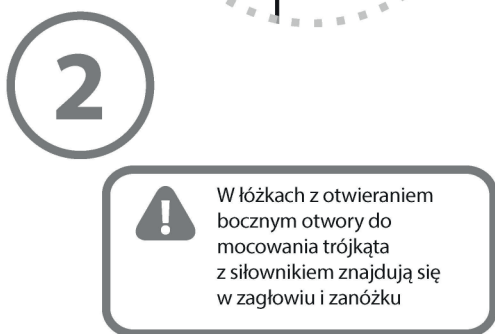 2
W łóżkach z otwieraniem
bocznym otwory do
mocowania trójkąta
z siłownikiem znajdują się
w zagłowiu i zanóżku